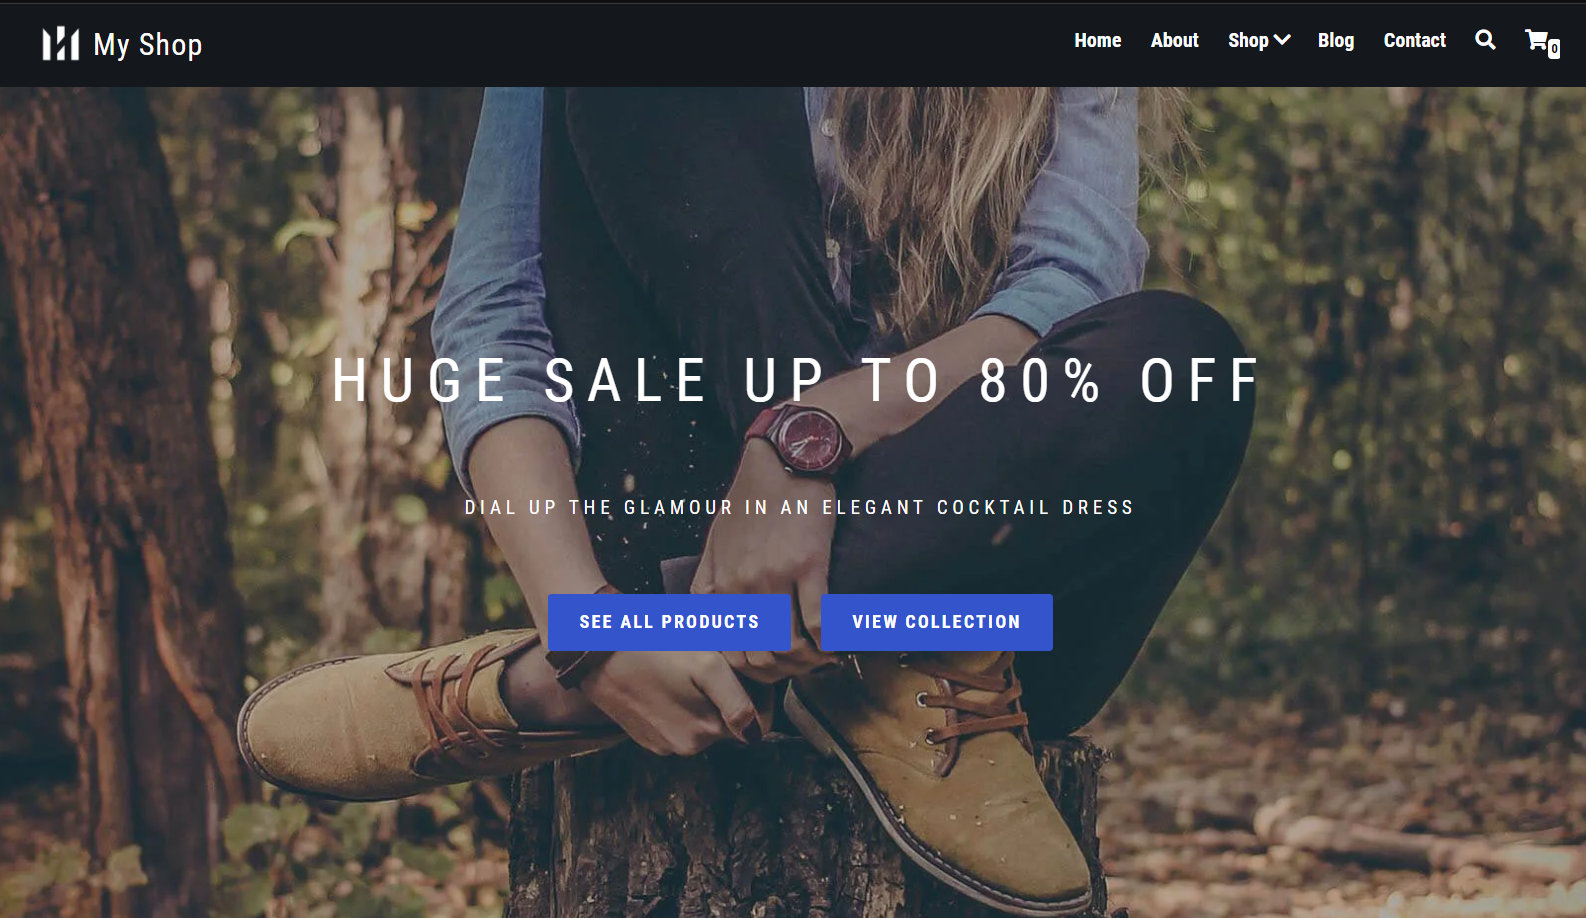 My Shop
Home About Shop Blog Contact 0
HUGE SALE UP TO 80% OFF
DIAL UP THE GLAMOUR IN AN ELEGANT COCKTAIL DRESS
SEE ALL PRODUCTS VIEW COLLECTION